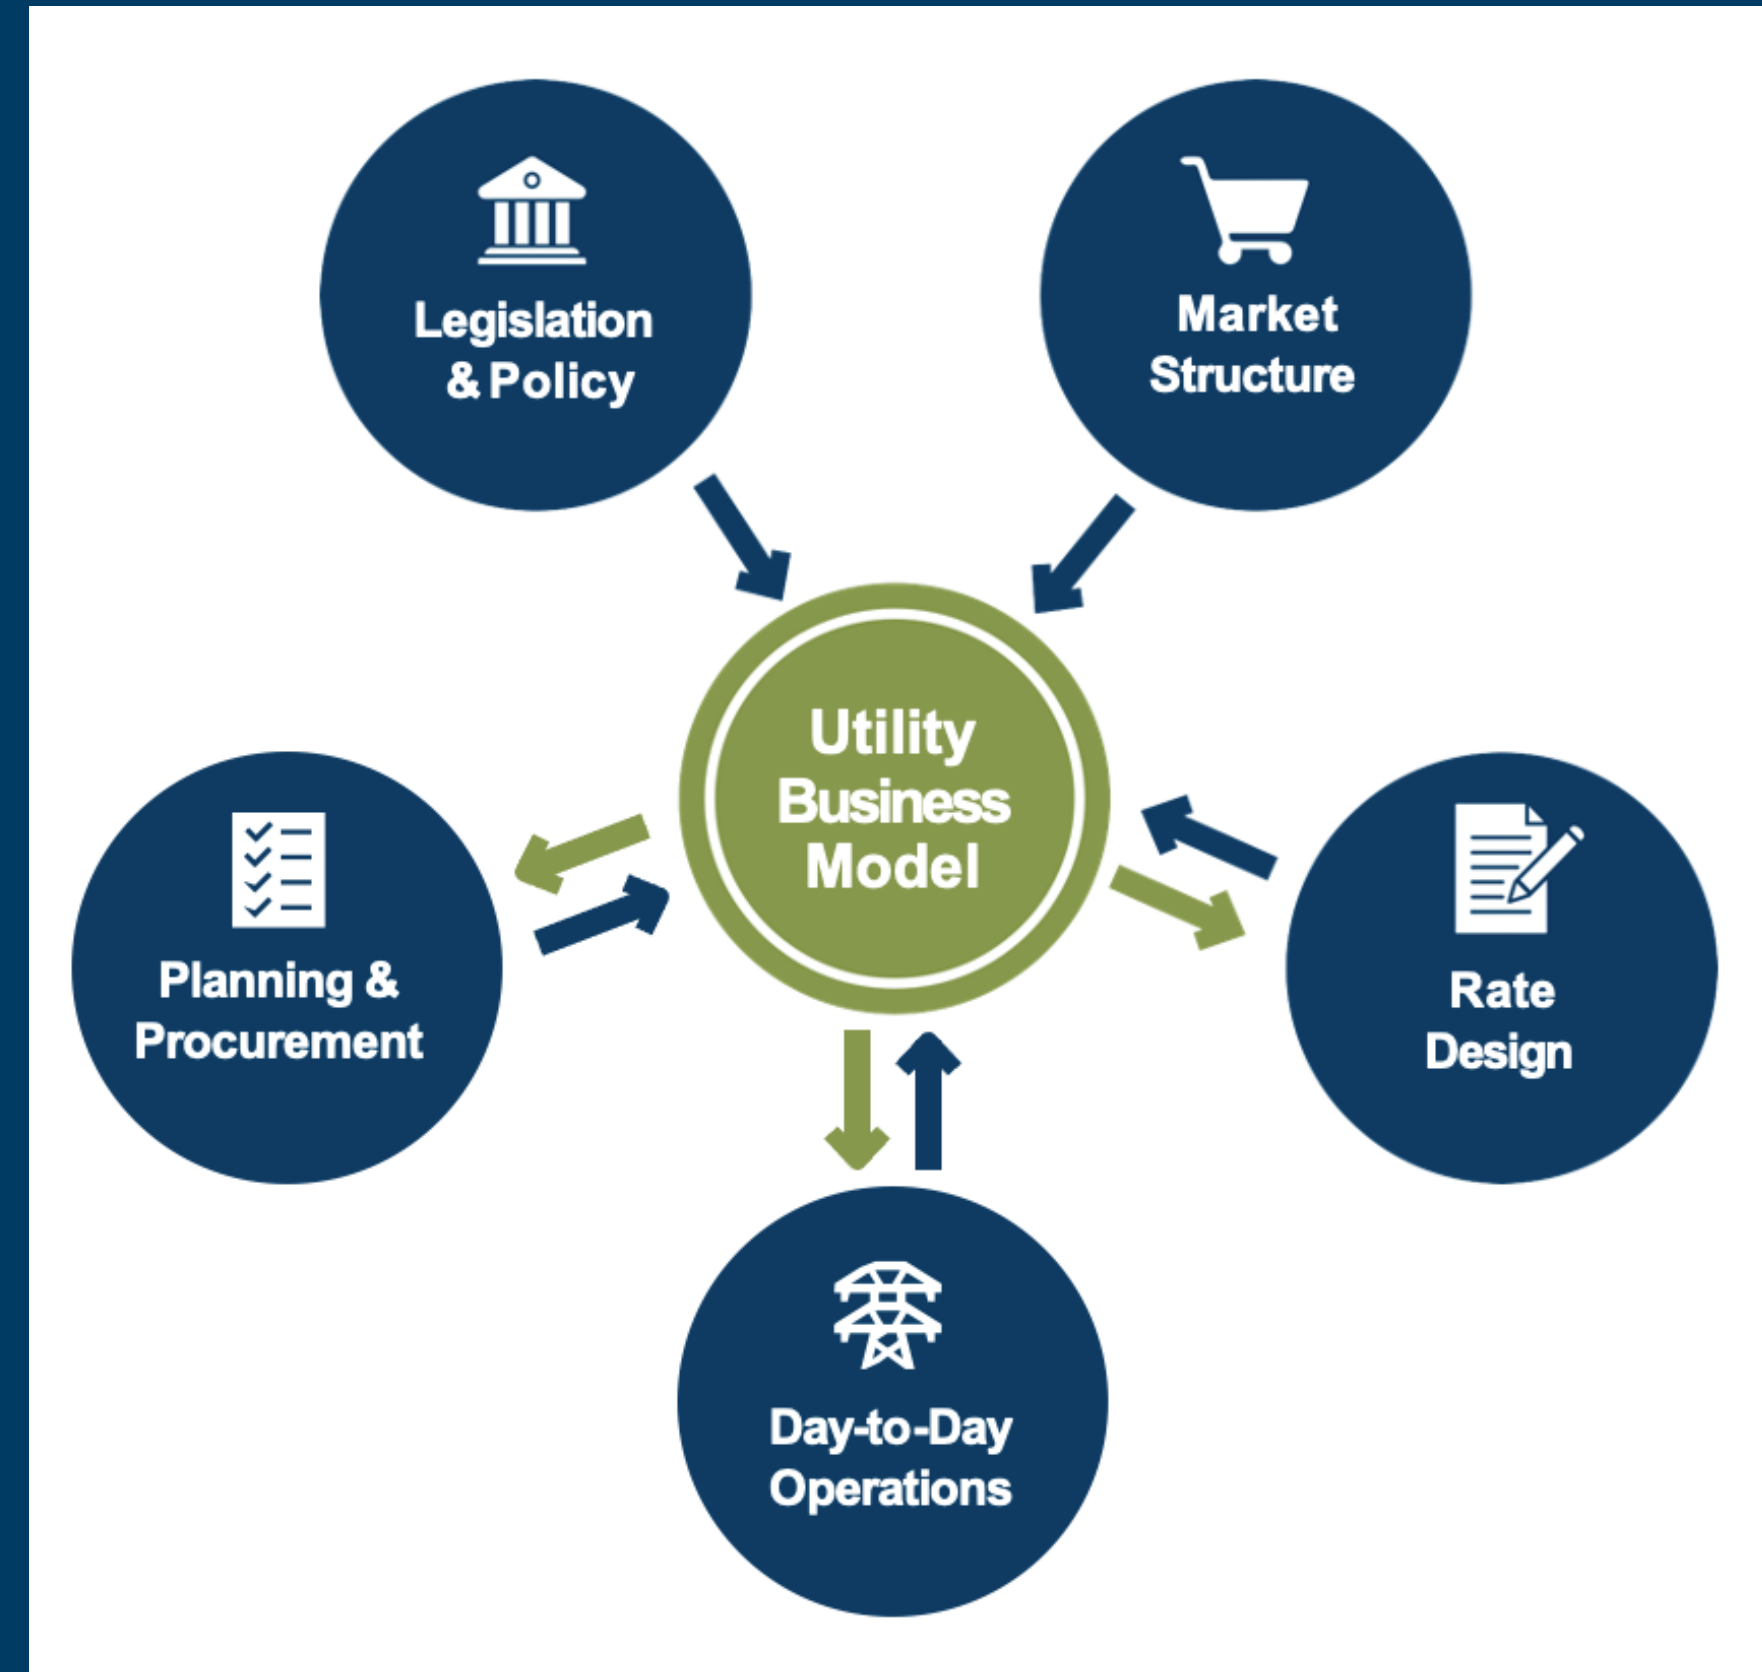 Legislation
& Policy
Market
Structure
Utility
Business
Model
Planning &
Procurement
Rate
Design
Day-to-Day
Operations